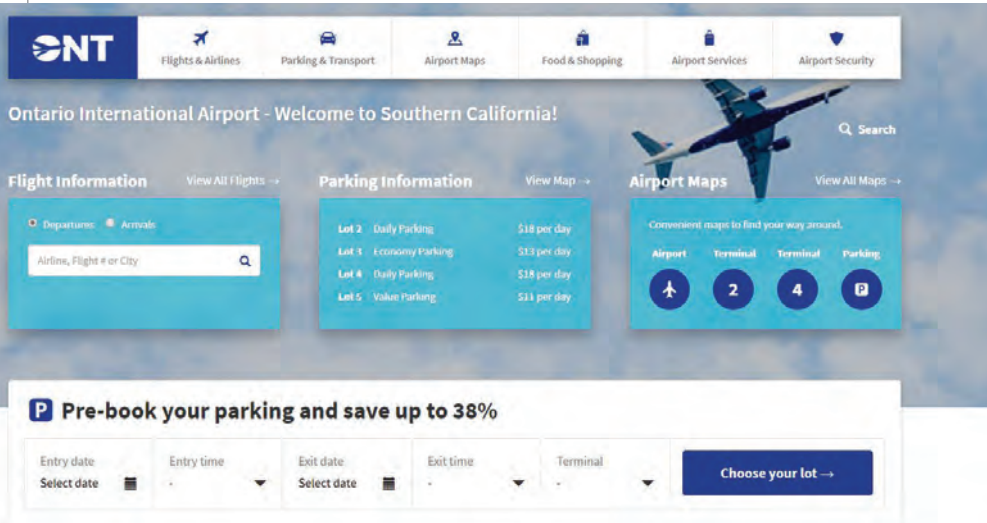 ONT
Flights & Airlines
Parking & Transport
Airport Maps
Food & Shopping
Airport Services
Airport Security
Ontario International Airport - Welcome to Southern California!
Search
Flight Information
View All Flights →
Departures Arrivals
Airline, Flight # or City
Parking Information
View Map →
Lot 2 Daily Parking $18 per day
Lot 3 Economy Parking $13 per day
Lot 4 Daily Parking $18 per day
Lot 5 Value Parking $11 per day
Airport Maps
View All Maps →
Convenient maps to find your way around.
Airport Terminal Terminal Parking
2 4 P
P Pre-book your parking and save up to 38%
Entry date Entry time Exit date Exit time Terminal
Select date - Select date - -
Choose your lot →